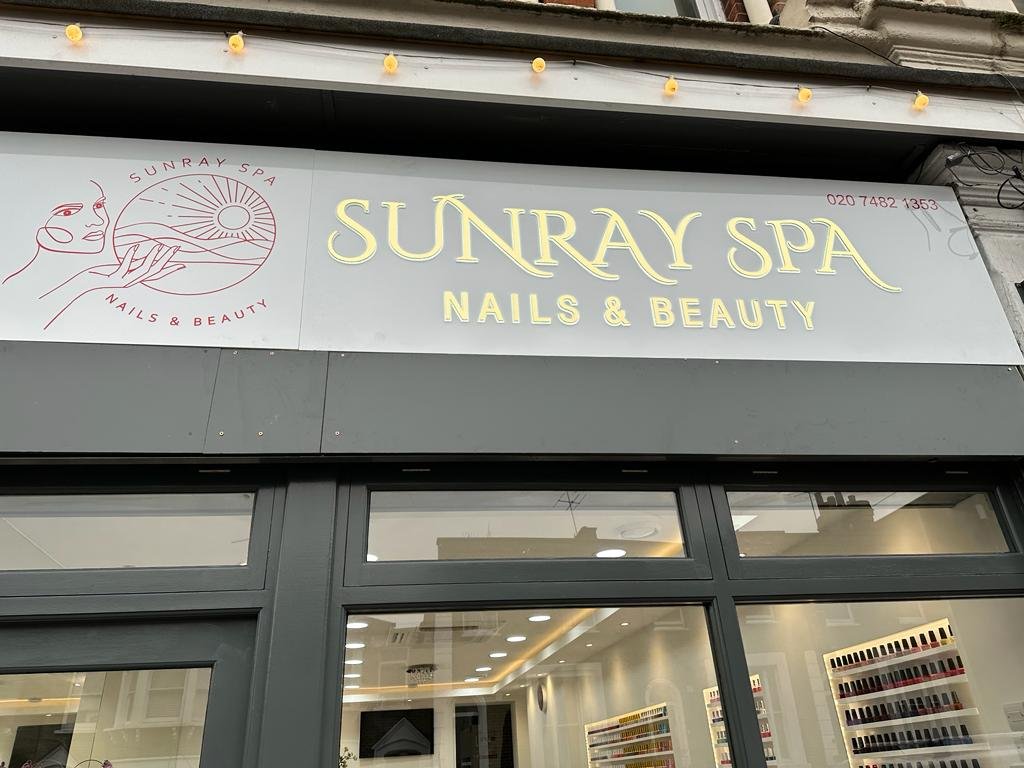 SUNRAY SPA
NAILS & BEAUTY
SUNRAY SPA
NAILS & BEAUTY
020 7482 1353